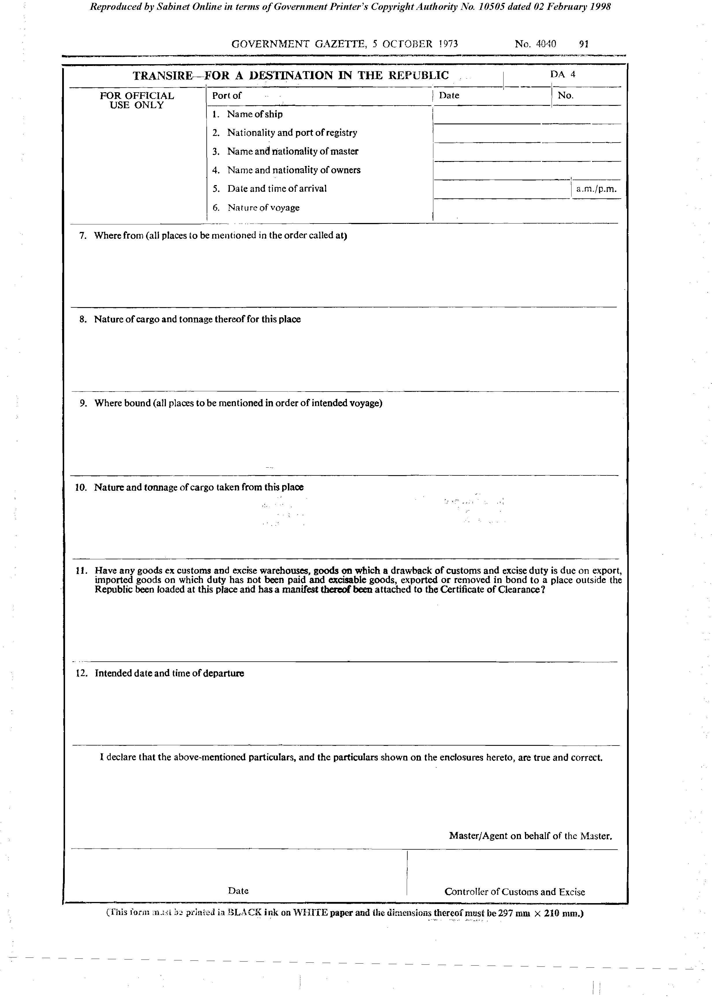 Reproduced by Sabinet Online in terms of Government Printer's Copyright Authority No. 10505 dated 02 February 1998
GOVERNMENT GAZETTE, 5 OCTOBER 1973 No. 4040 91
TRANSIRE—FOR A DESTINATION IN THE REPUBLIC DA 4
FOR OFFICIAL
USE ONLY
Port of Date No.
1. Name of ship
2. Nationality and port of registry
3. Name and nationality of master
4. Name and nationality of owners
5. Date and time of arrival a.m./p.m.
6. Nature of voyage
7. Where from (all places to be mentioned in the order called at)
8. Nature of cargo and tonnage thereof for this place
9. Where bound (all places to be mentioned in order of intended voyage)
10. Nature and tonnage of cargo taken from this place
11. Have any goods ex customs and excise warehouses, goods on which a drawback of customs and excise duty is due on export,
imported goods on which duty has not been paid and excisable goods, exported or removed in bond to a place outside the
Republic been loaded at this place and has a manifest thereof been attached to the Certificate of Clearance?
12. Intended date and time of departure
I declare that the above-mentioned particulars, and the particulars shown on the enclosures hereto, are true and correct.
Master/Agent on behalf of the Master.
Date Controller of Customs and Excise
(This form must be printed in BLACK ink on WHITE paper and the dimensions thereof must be 297 mm × 210 mm.)